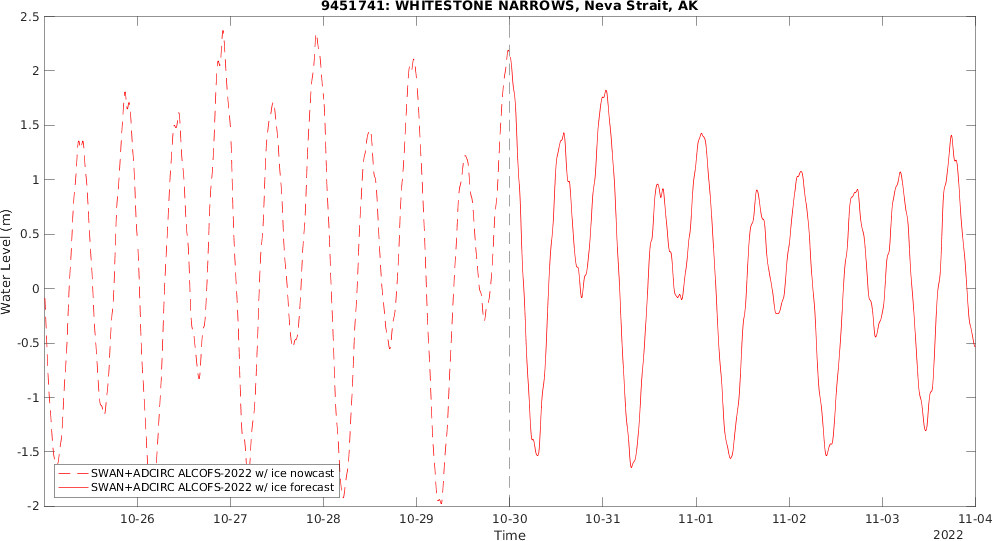 9451741: WHITESTONE NARROWS, Neva Strait, AK
Water Level (m)
2.5
2
1.5
1
0.5
0
-0.5
-1
-1.5
-2
SWAN+ADCIRC ALCOFS-2022 w/ ice nowcast
SWAN+ADCIRC ALCOFS-2022 w/ ice forecast
10-26 10-27 10-28 10-29 10-30 10-31 11-01 11-02 11-03 11-04
Time
2022